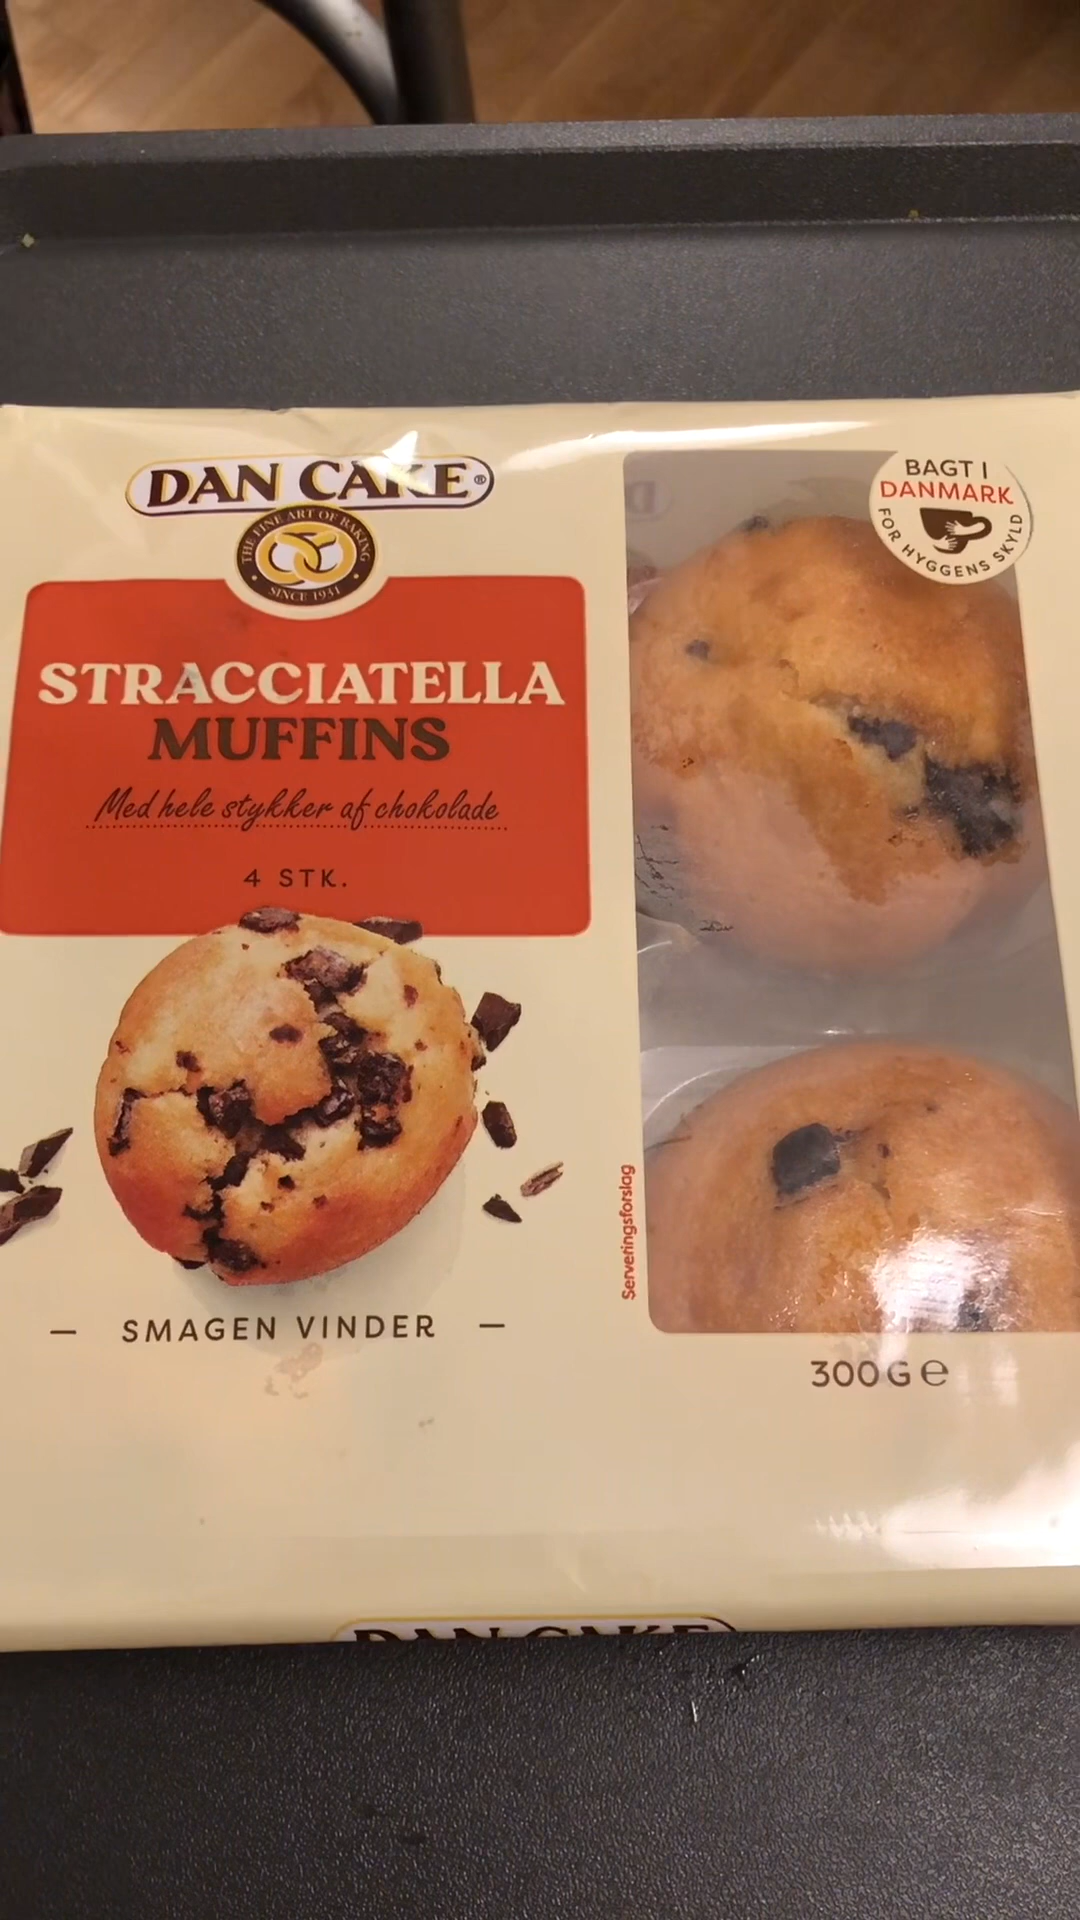 DAN CAKE®
THE FINE ART OF BAKING
SINCE 1931
STRACCIATELLA
MUFFINS
Med hele stykker af chokolade
4 STK.
SMAGEN VINDER
BAGT I
DANMARK
FOR HYGGENS SKYLD
Serveringsforslag
300 G e
DAN CAKE